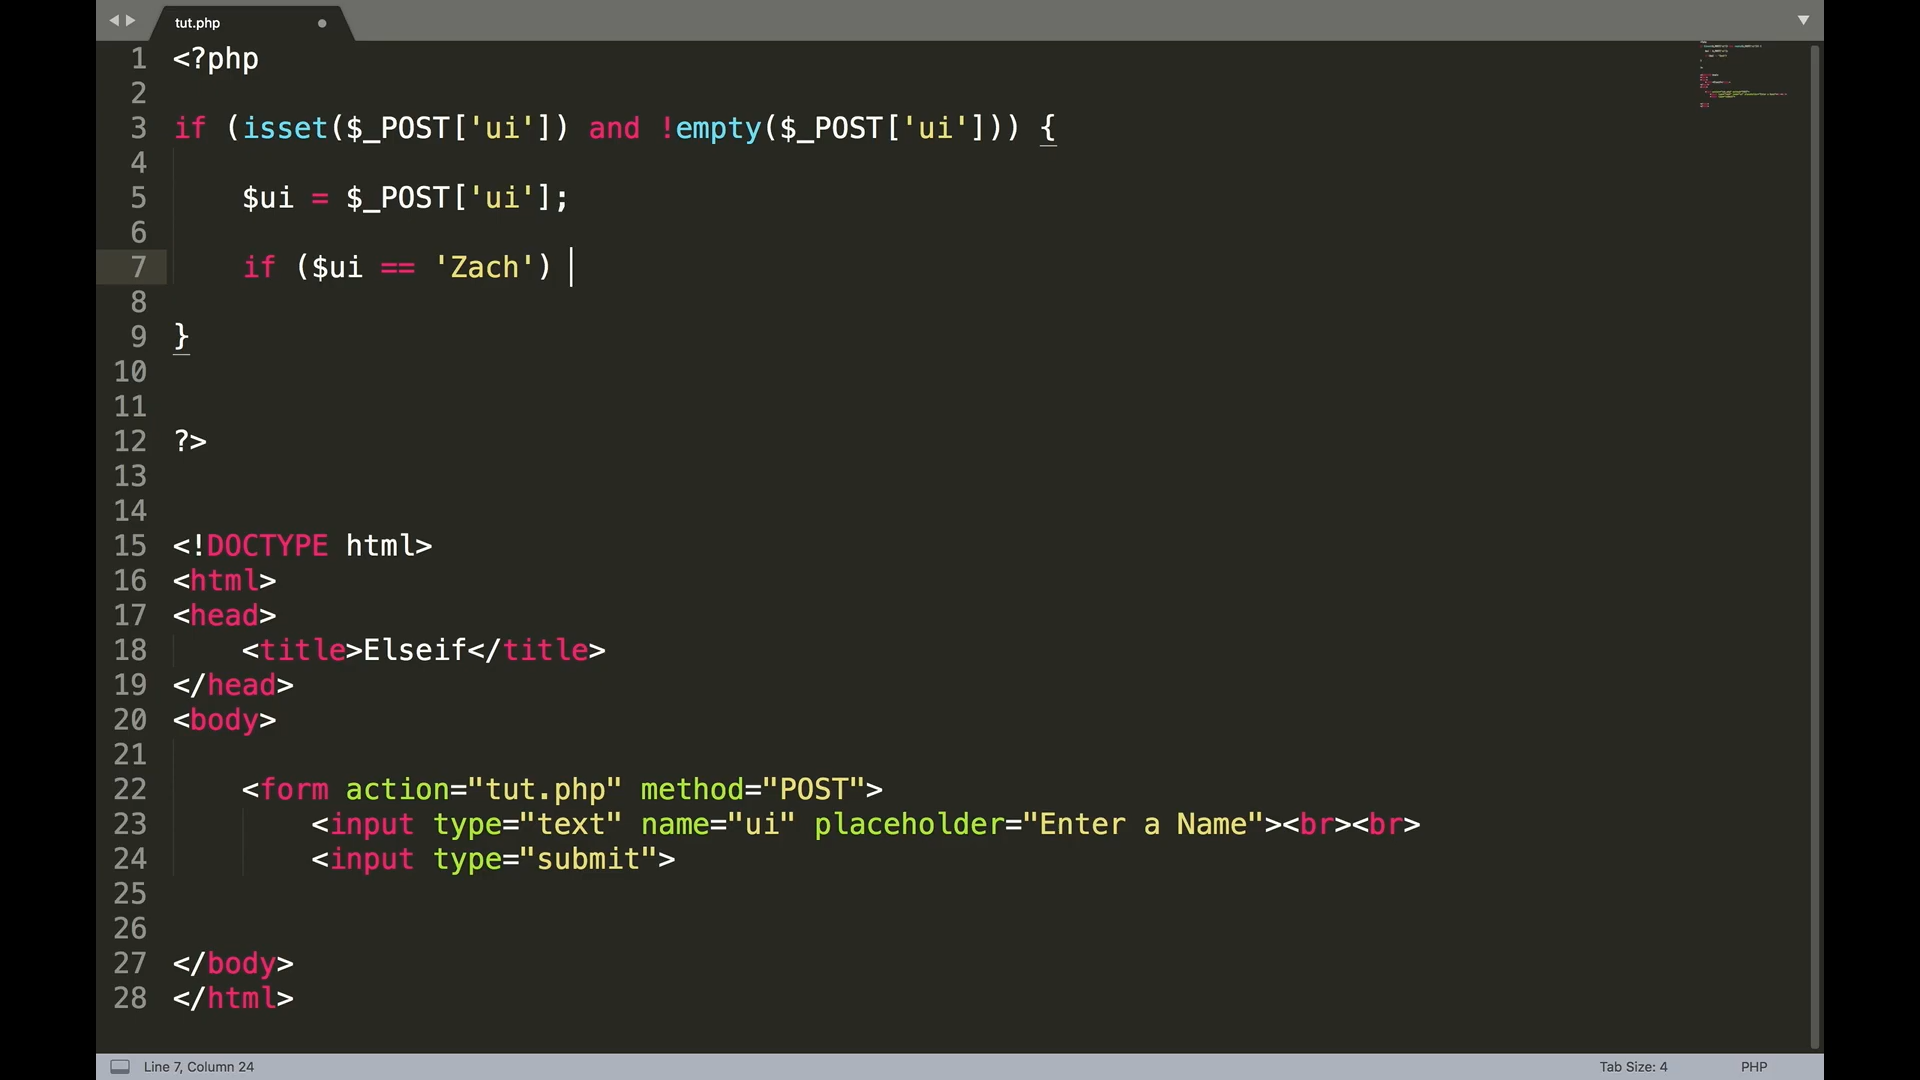 tut.php
1 <?php
2
3 if (isset($_POST['ui']) and !empty($_POST['ui'])) {
4
5 $ui = $_POST['ui'];
6
7 if ($ui == 'Zach')
8
9 }
10
11
12 ?>
13
14
15 <!DOCTYPE html>
16 <html>
17 <head>
18 <title>Elseif</title>
19 </head>
20 <body>
21
22 <form action="tut.php" method="POST">
23 <input type="text" name="ui" placeholder="Enter a Name"><br><br>
24 <input type="submit">
25
26
27 </body>
28 </html>
Line 7, Column 24
Tab Size: 4
PHP